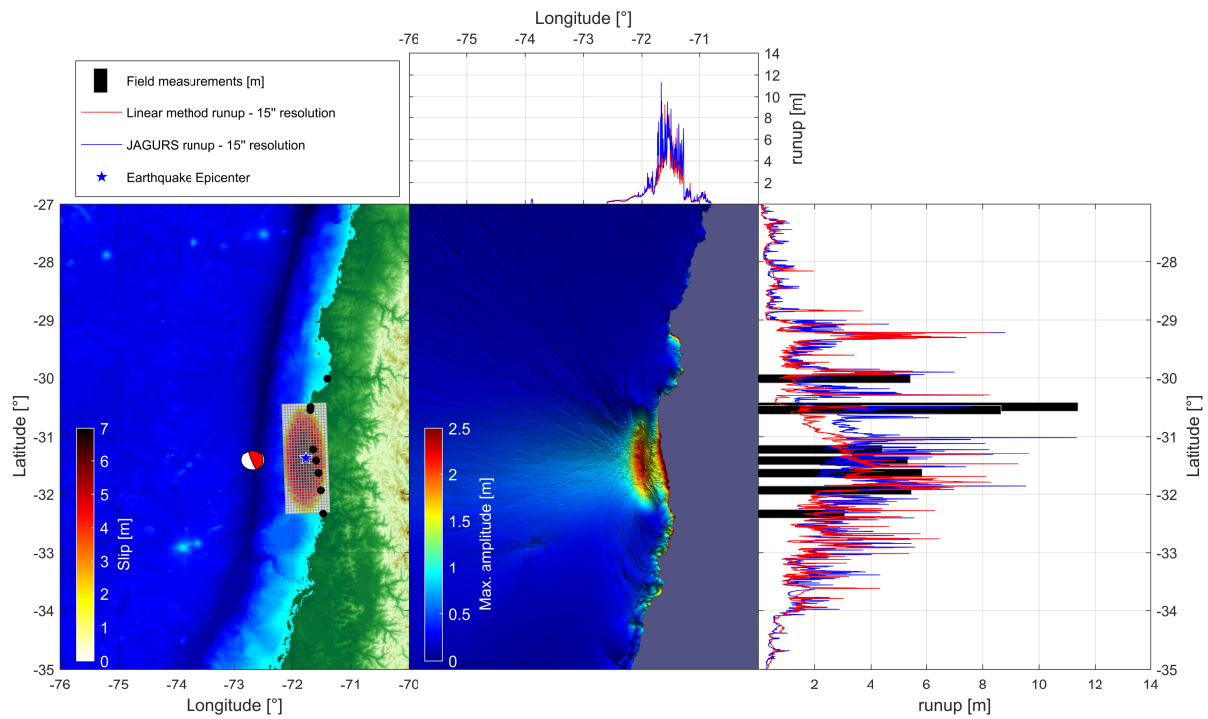 Longitude [°]
-76 -75 -74 -73 -72 -71
14
12
10
8
6
4
2
runup [m]
Field measurements [m]
Linear method runup - 15" resolution
JAGURS runup - 15" resolution
Earthquake Epicenter
-27
-28
-29
-30
-31
-32
-33
-34
-35
Latitude [°]
7
6
5
4
3
2
1
0
Slip [m]
2.5
2
1.5
1
0.5
0
Max. amplitude [m]
-28
-29
-30
-31
-32
-33
-34
-35
Latitude [°]
-76 -75 -74 -73 -72 -71 -70
Longitude [°]
2 4 6 8 10 12 14
runup [m]